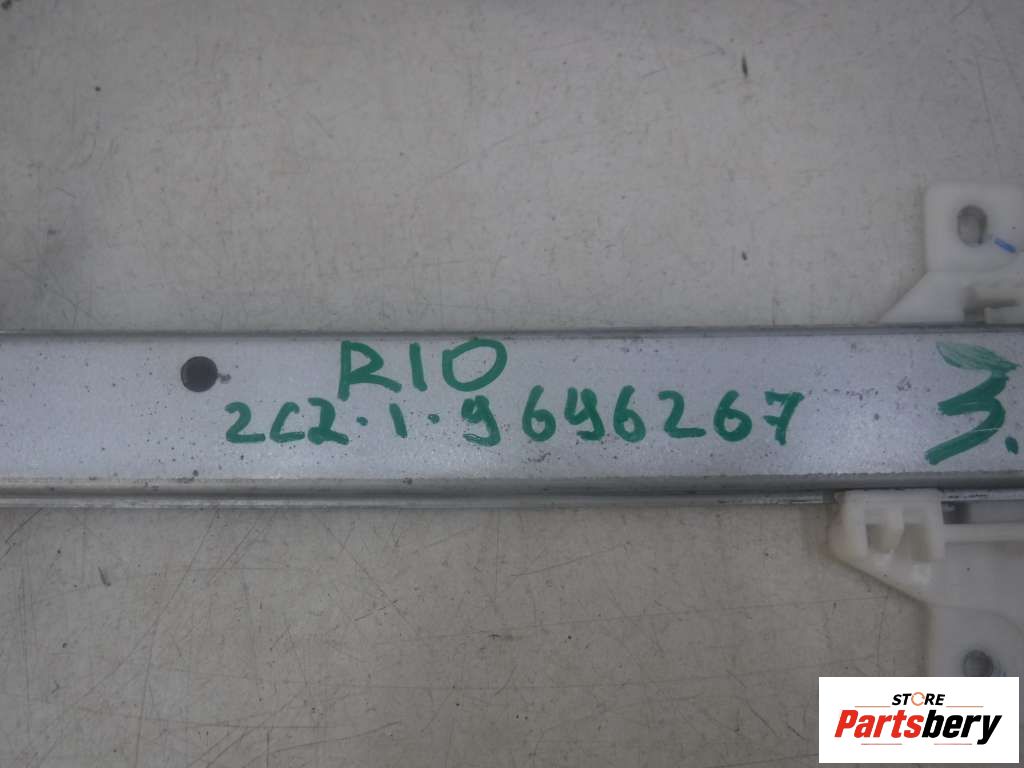 RIO
2C2.1.9696267
3.
STORE
Partsbery